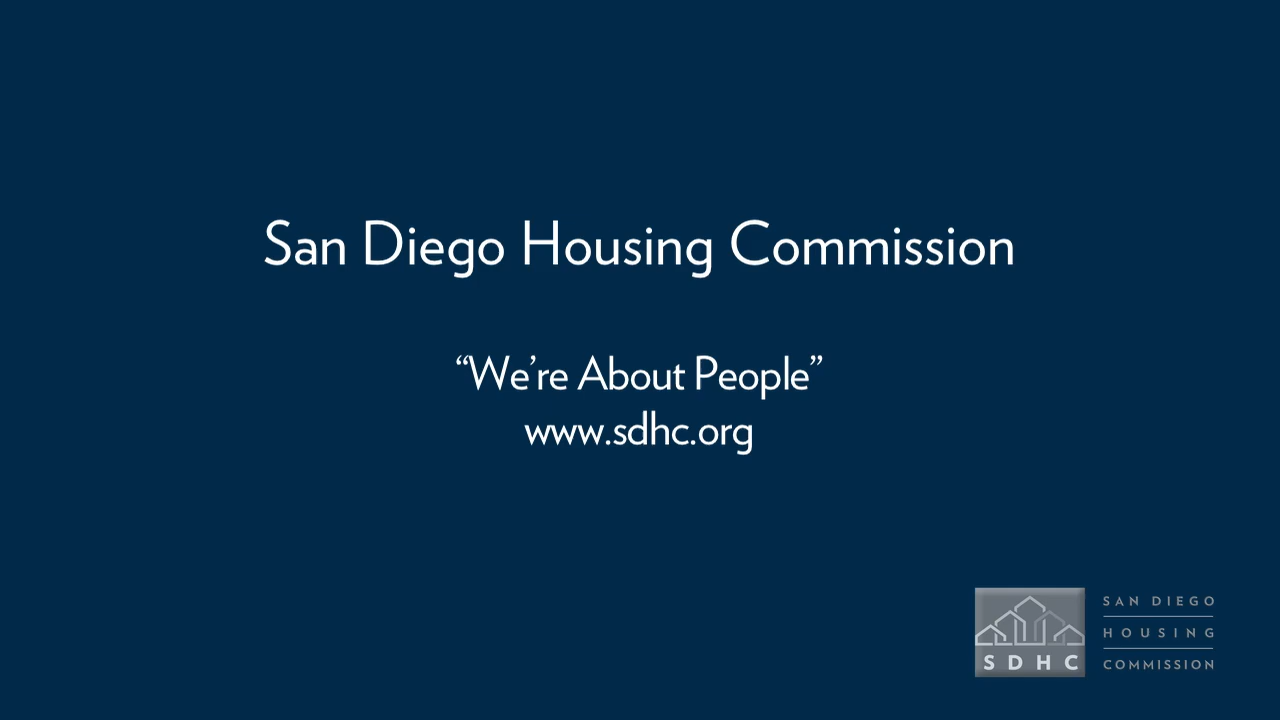 San Diego Housing Commission
“We’re About People”
www.sdhc.org
SDHC
SAN DIEGO
HOUSING
COMMISSION